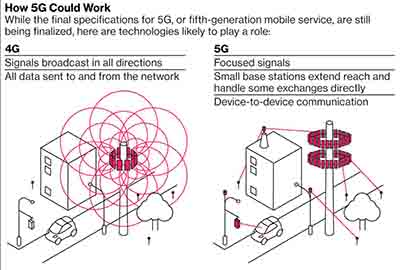 How 5G Could Work
While the final specifications for 5G, or fifth-generation mobile service, are still
being finalized, here are technologies likely to play a role:
4G
Signals broadcast in all directions
All data sent to and from the network
5G
Focused signals
Small base stations extend reach and
handle some exchanges directly
Device-to-device communication